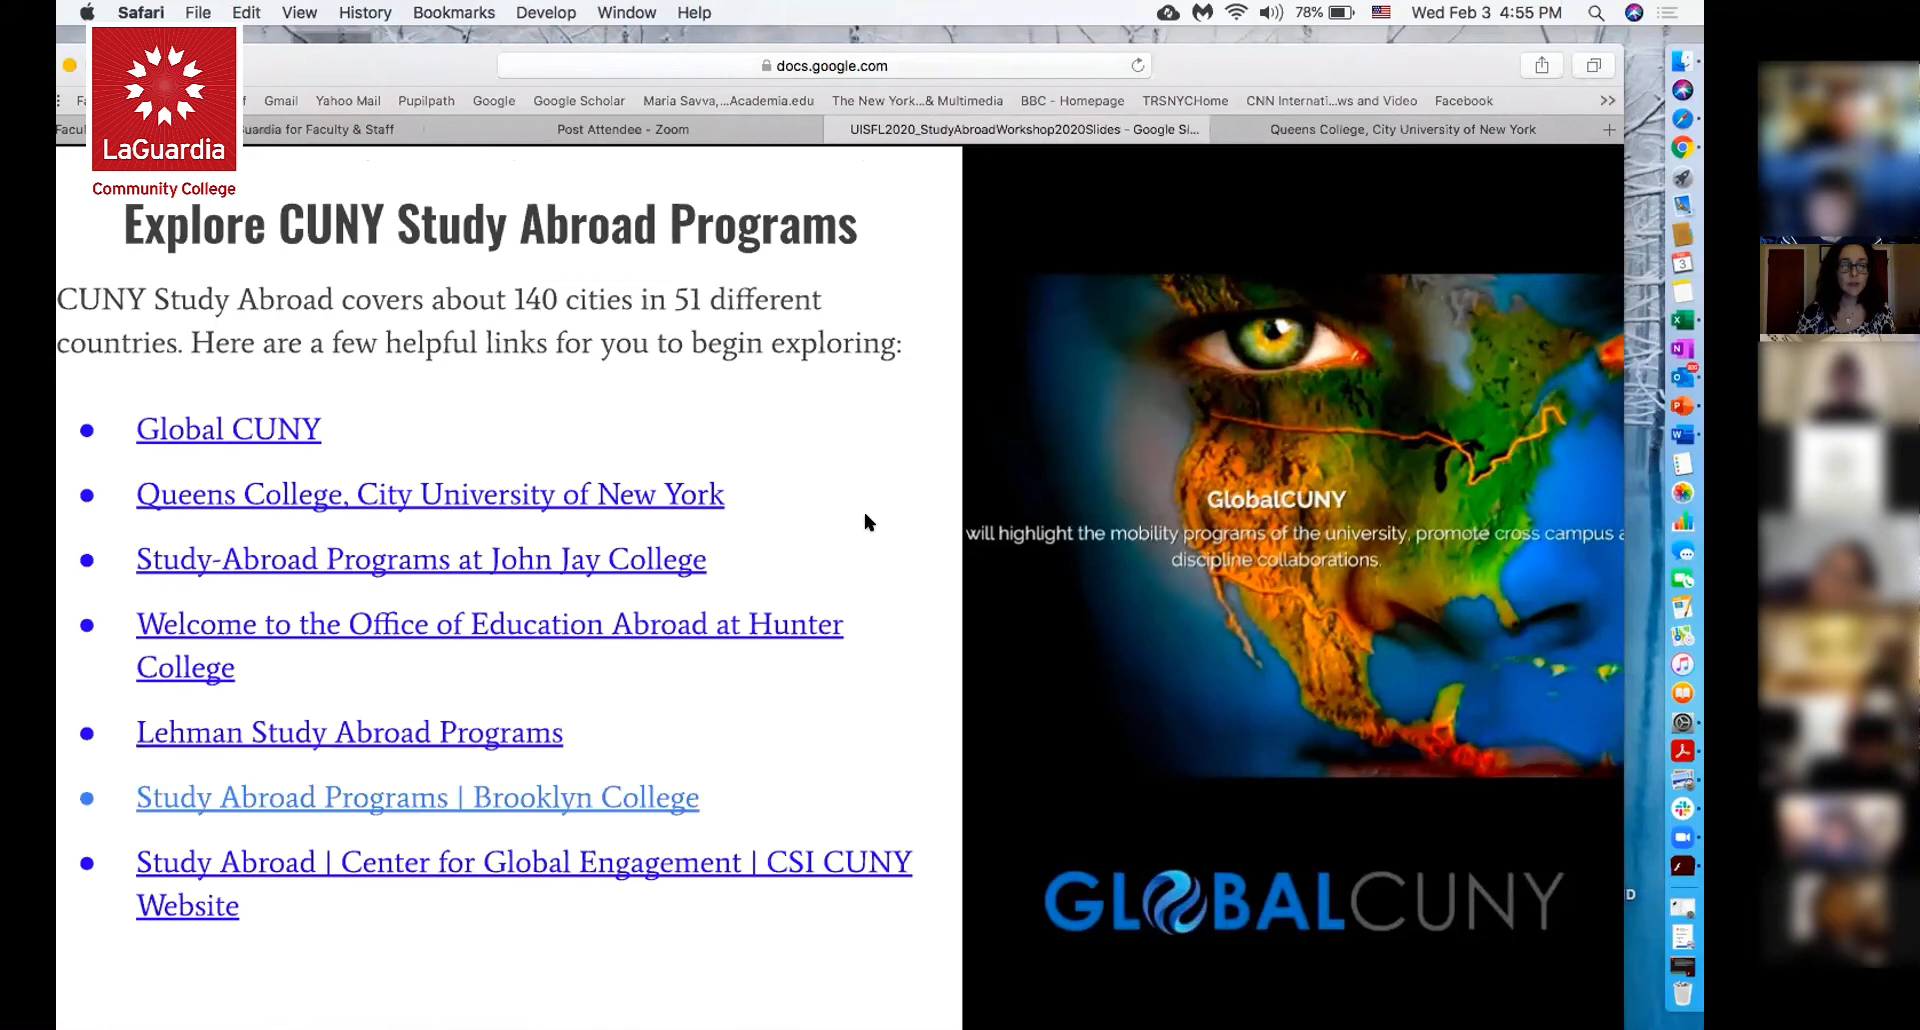 Safari File Edit View History Bookmarks Develop Window Help 78% Wed Feb 3 4:55 PM
docs.google.com
Gmail Yahoo Mail Pupilpath Google Google Scholar Maria Savva,...Academia.edu The New York...& Multimedia BBC - Homepage TRSNYCHome CNN Internati...ws and Video Facebook
Facul uardia for Faculty & Staff Post Attendee - Zoom UISFL2020_StudyAbroadWorkshop2020Slides - Google Sl... Queens College, City University of New York
LaGuardia
Community College
Explore CUNY Study Abroad Programs
CUNY Study Abroad covers about 140 cities in 51 different
countries. Here are a few helpful links for you to begin exploring:
Global CUNY
Queens College, City University of New York
Study-Abroad Programs at John Jay College
Welcome to the Office of Education Abroad at Hunter
College
Lehman Study Abroad Programs
Study Abroad Programs | Brooklyn College
Study Abroad | Center for Global Engagement | CSI CUNY
Website
GlobalCUNY
will highlight the mobility programs of the university, promote cross campus a
discipline collaborations.
GLOBALCUNY